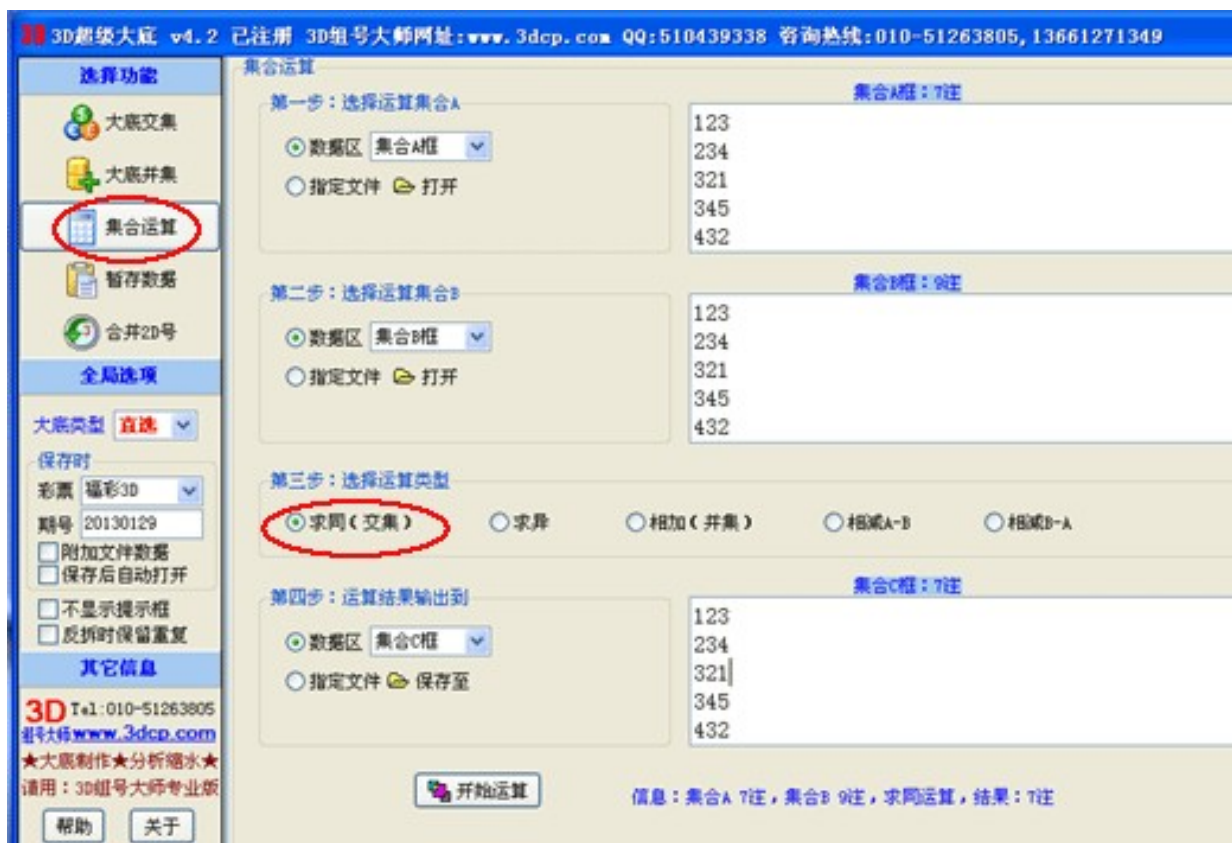 3D超级大底 v4.2 已注册 3D组号大师网址:www.3dcp.com QQ:510439338 咨询热线:010-51263805,13661271349
选择功能
大底交集
大底并集
集合运算
暂存数据
合并2D号
全局选项
大底类型 直选
保存时
彩票 福彩3D
期号 20130129
附加文件数据
保存后自动打开
不显示提示框
反拆时保留重复
其它信息
3D Tel:010-51263805
组号大师www.3dcp.com
★大底制作★分析缩水★
请用：3D组号大师专业版
帮助 关于
集合运算
第一步：选择运算集合A
数据区 集合A框
指定文件 打开
集合A框：7注
123
234
321
345
432
第二步：选择运算集合B
数据区 集合B框
指定文件 打开
集合B框：9注
123
234
321
345
432
第三步：选择运算类型
求同(交集) 求异 相加(并集) 相减A-B 相减B-A
第四步：运算结果输出到
数据区 集合C框
指定文件 保存至
集合C框：7注
123
234
321
345
432
开始运算
信息：集合A 7注，集合B 9注，求同运算，结果：7注